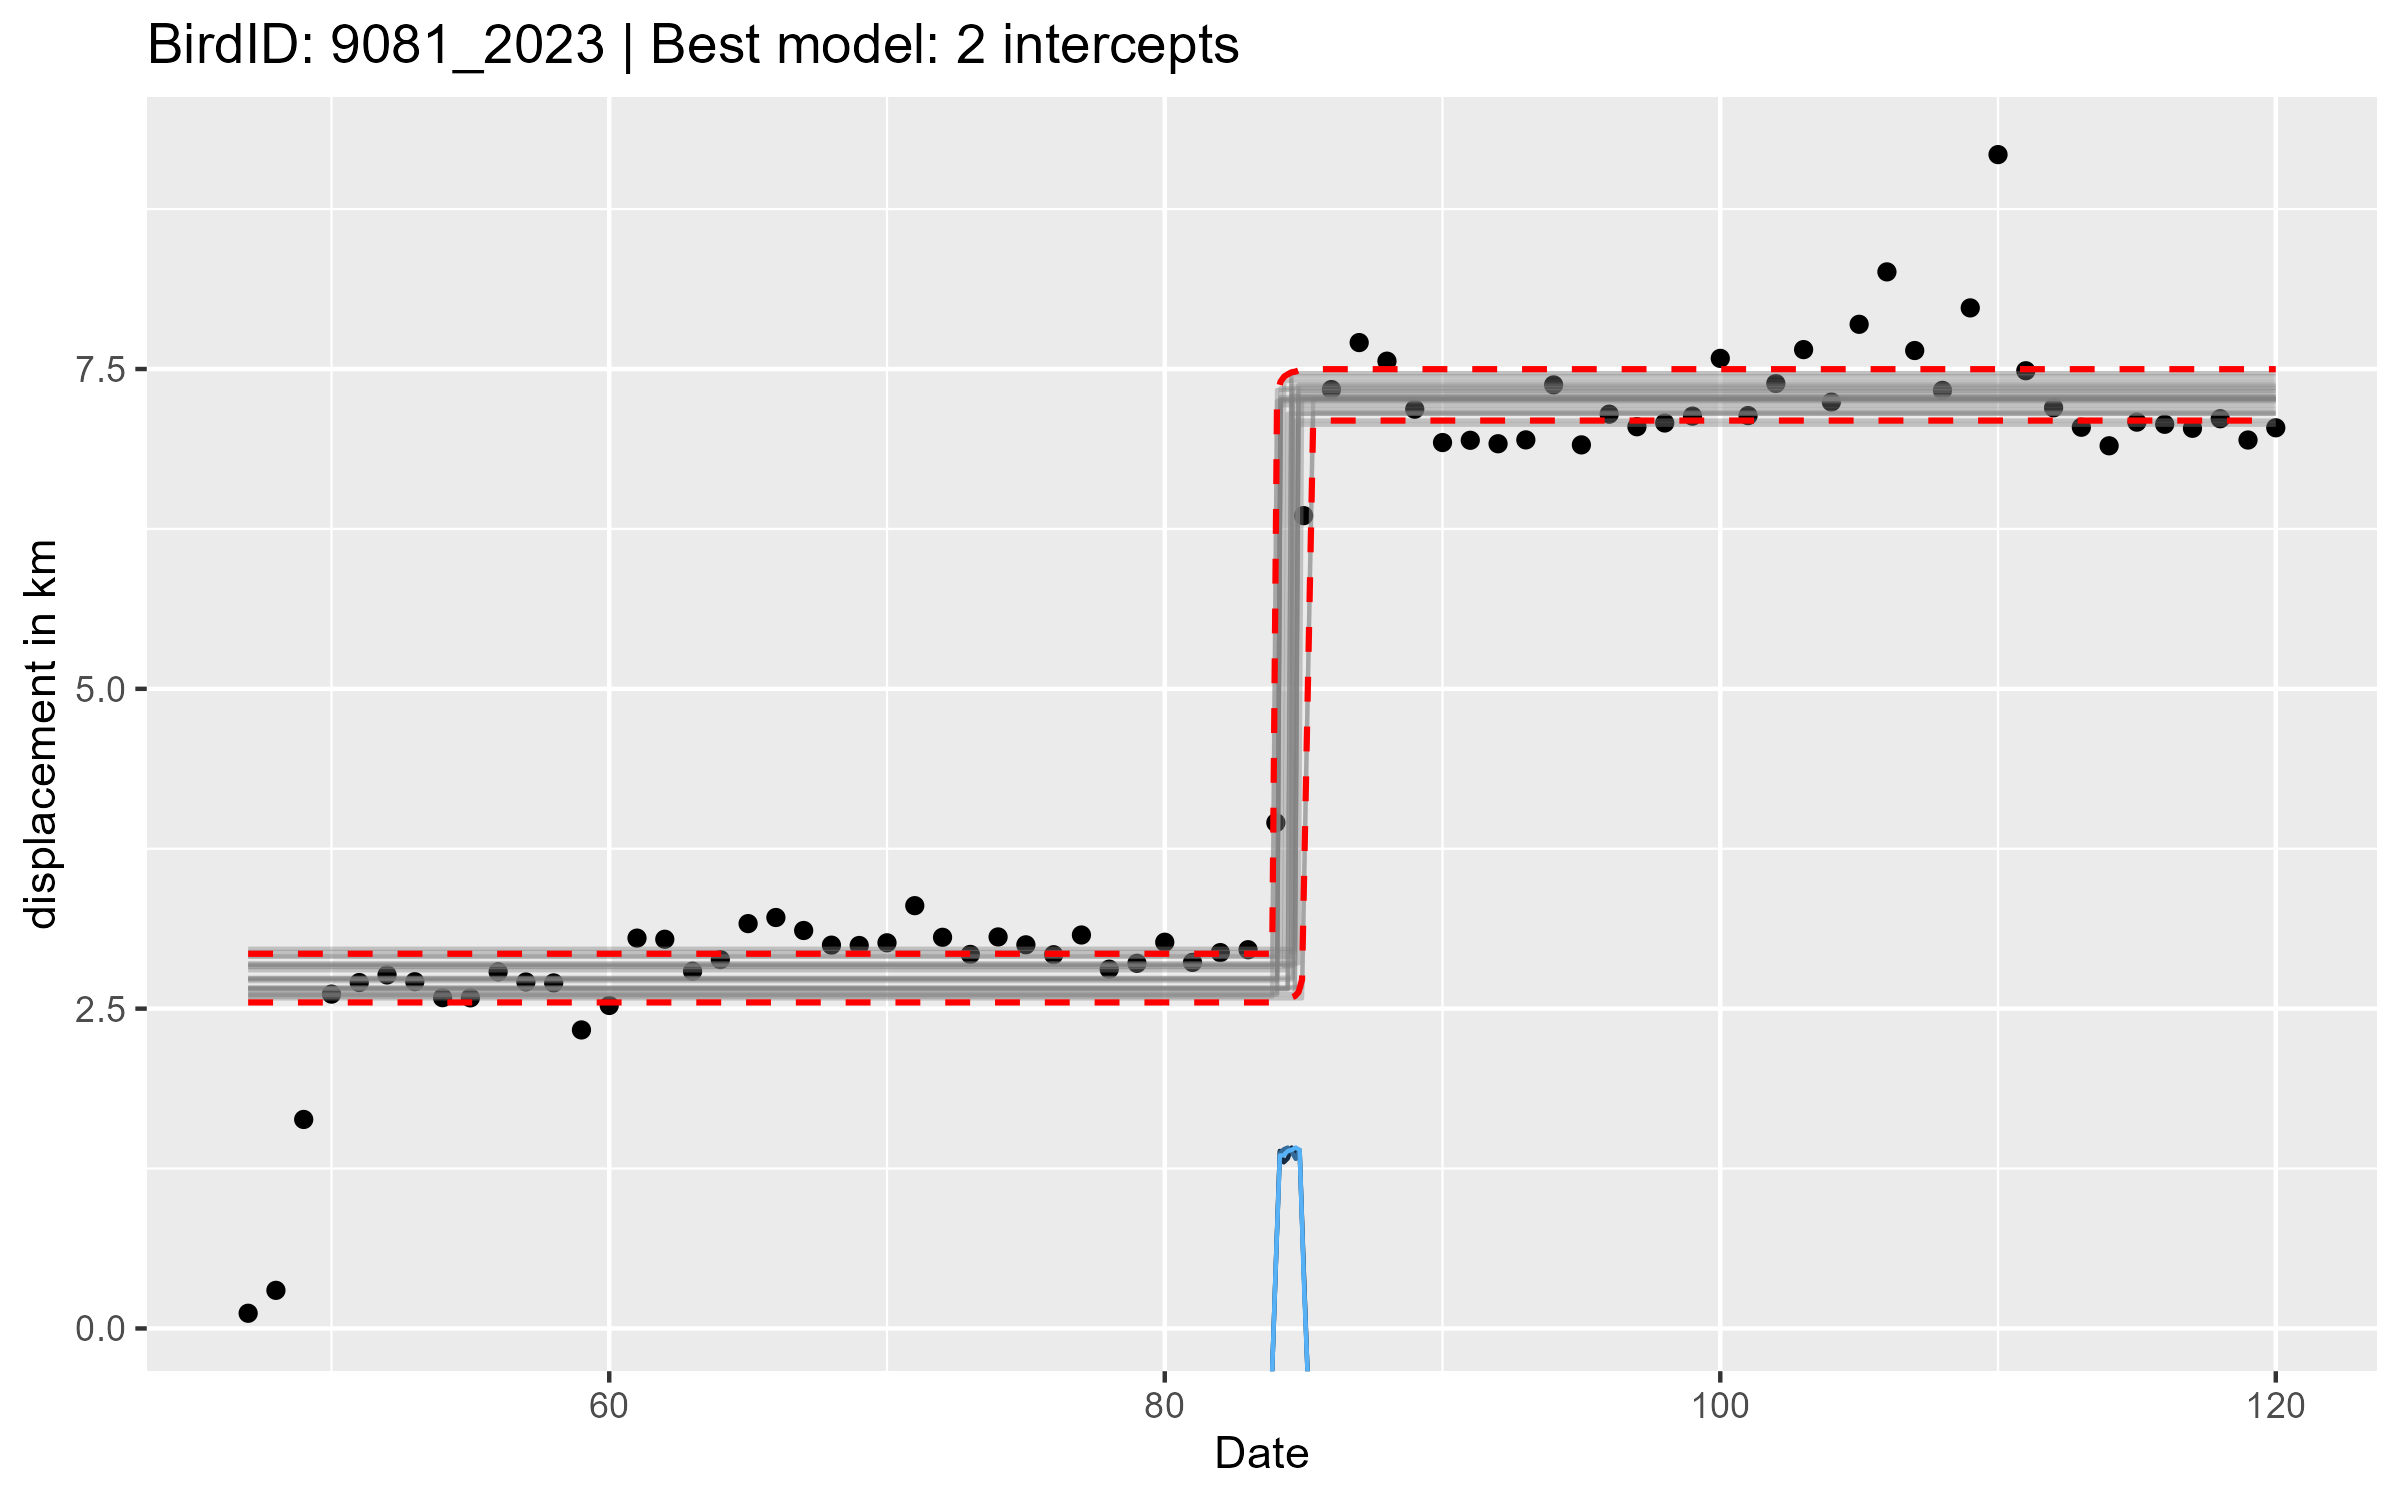 BirdID: 9081_2023 | Best model: 2 intercepts
displacement in km
7.5
5.0
2.5
0.0
60
80
100
120
Date